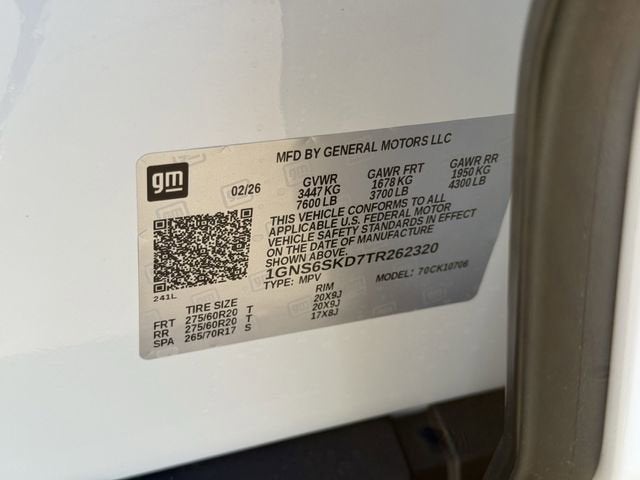 MFD BY GENERAL MOTORS LLC
gm
02/26
GVWR GAWR FRT GAWR RR
3447 KG 1678 KG 1950 KG
7600 LB 3700 LB 4300 LB
THIS VEHICLE CONFORMS TO ALL
APPLICABLE U.S. FEDERAL MOTOR
VEHICLE SAFETY STANDARDS IN EFFECT
ON THE DATE OF MANUFACTURE
SHOWN ABOVE.
1GNS6SKD7TR262320
TYPE: MPV MODEL: 70CK10706
241L
TIRE SIZE RIM
FRT 275/60R20 T 20X9J
RR 275/60R20 T 20X9J
SPA 265/70R17 S 17X8J